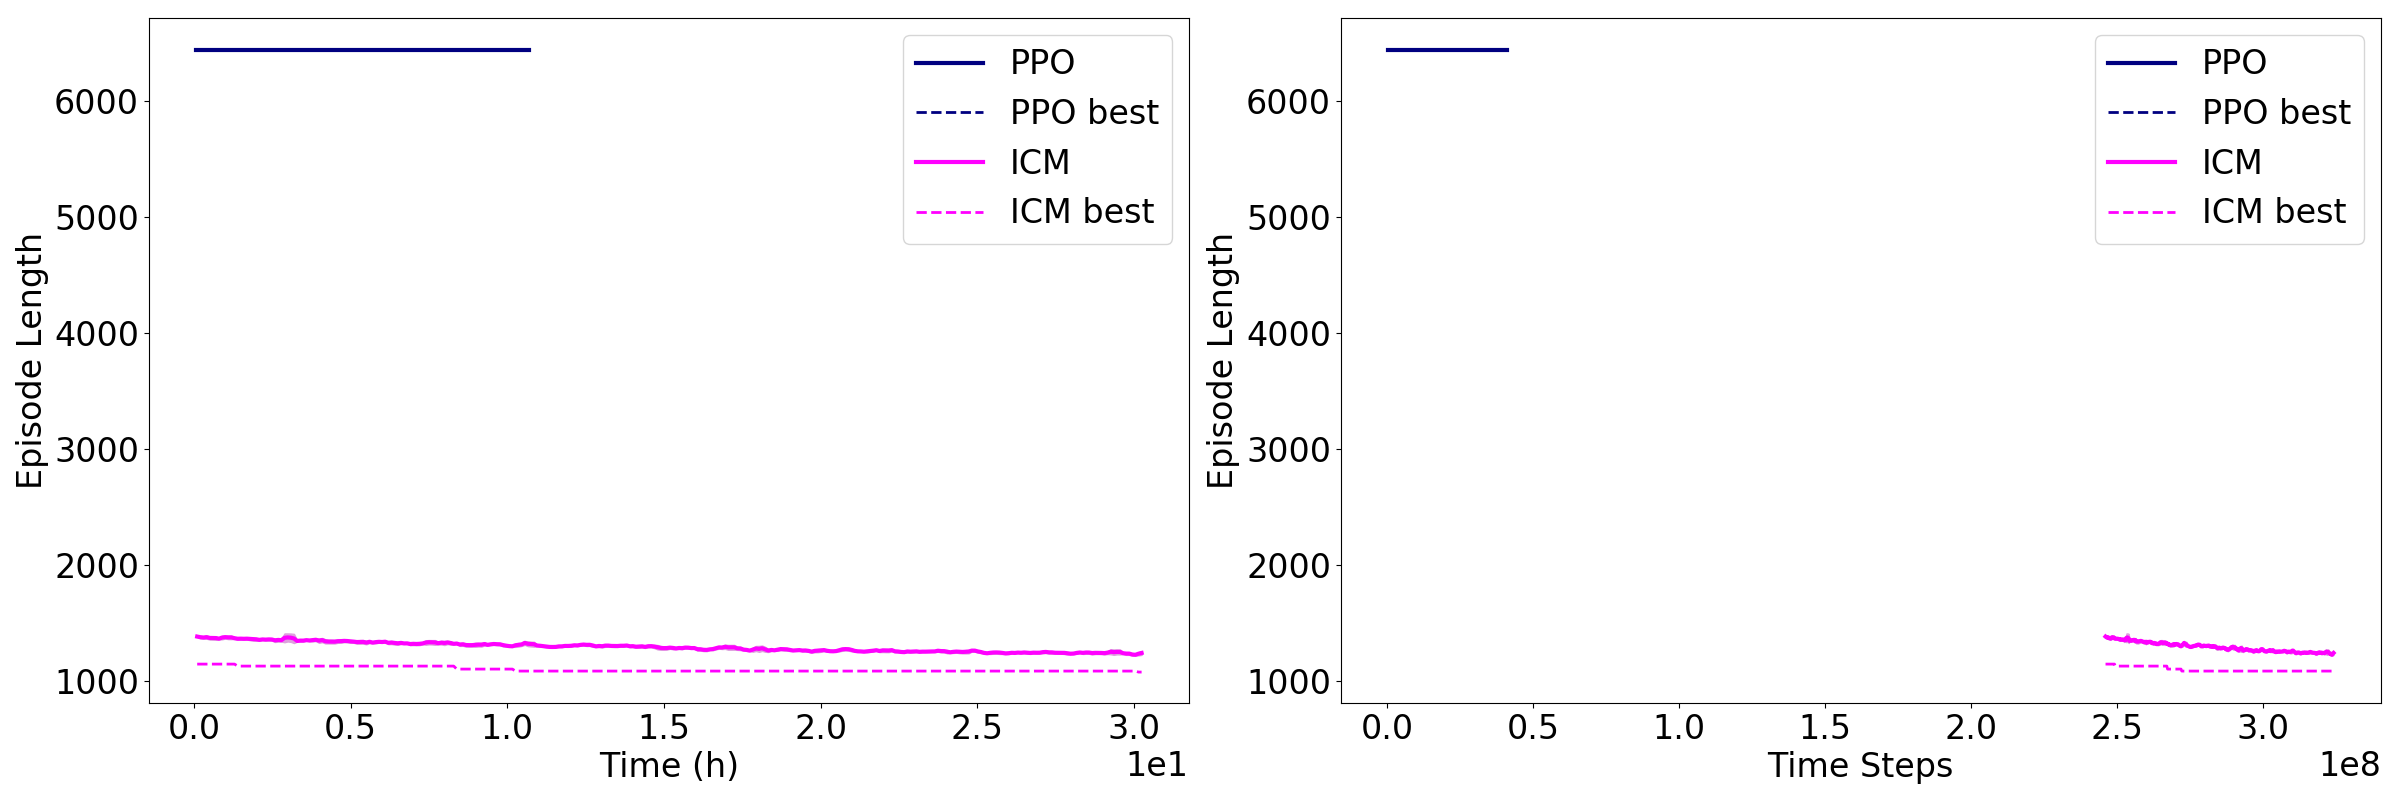 PPO
PPO best
ICM
ICM best
6000
5000
4000
3000
2000
1000
Episode Length
0.0 0.5 1.0 1.5 2.0 2.5 3.0
1e1
Time (h)
PPO
PPO best
ICM
ICM best
6000
5000
4000
3000
2000
1000
Episode Length
0.0 0.5 1.0 1.5 2.0 2.5 3.0
1e8
Time Steps